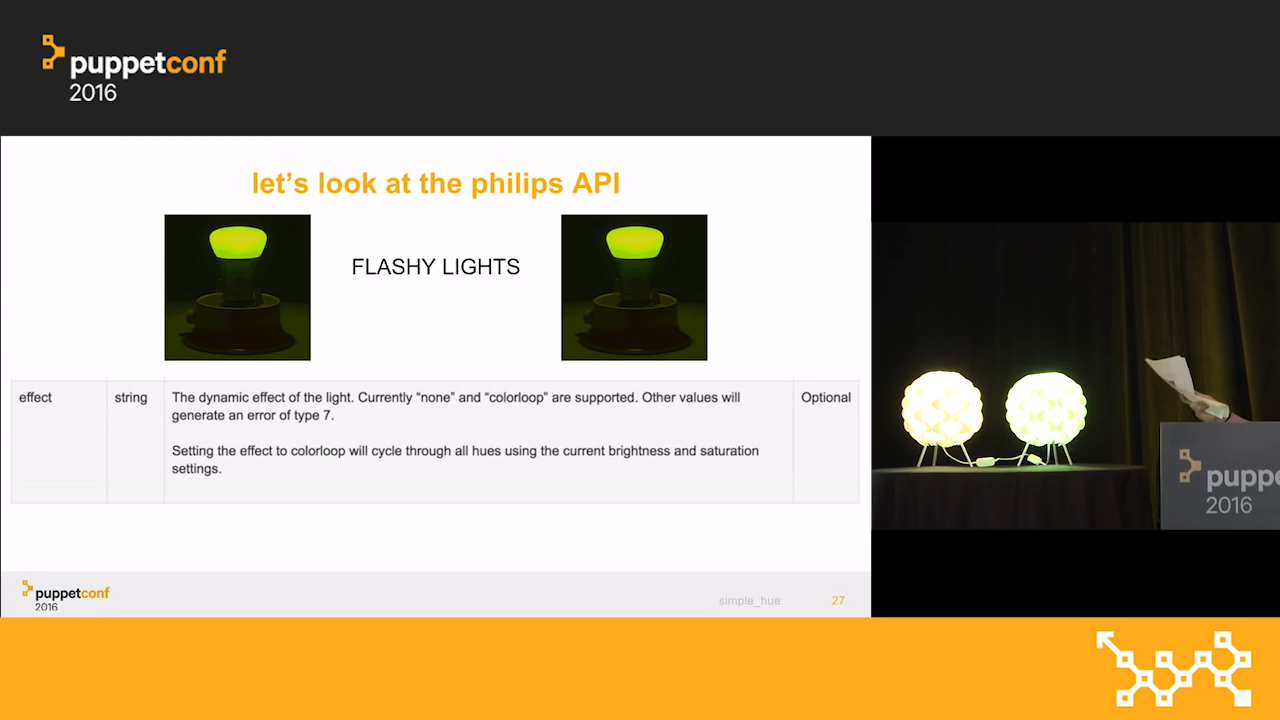 puppetconf
2016
let's look at the philips API
FLASHY LIGHTS
effect
string
The dynamic effect of the light. Currently “none” and “colorloop” are supported. Other values will
generate an error of type 7.
Setting the effect to colorloop will cycle through all hues using the current brightness and saturation
settings.
Optional
puppetconf
2016
simple_hue
27
puppe
2016